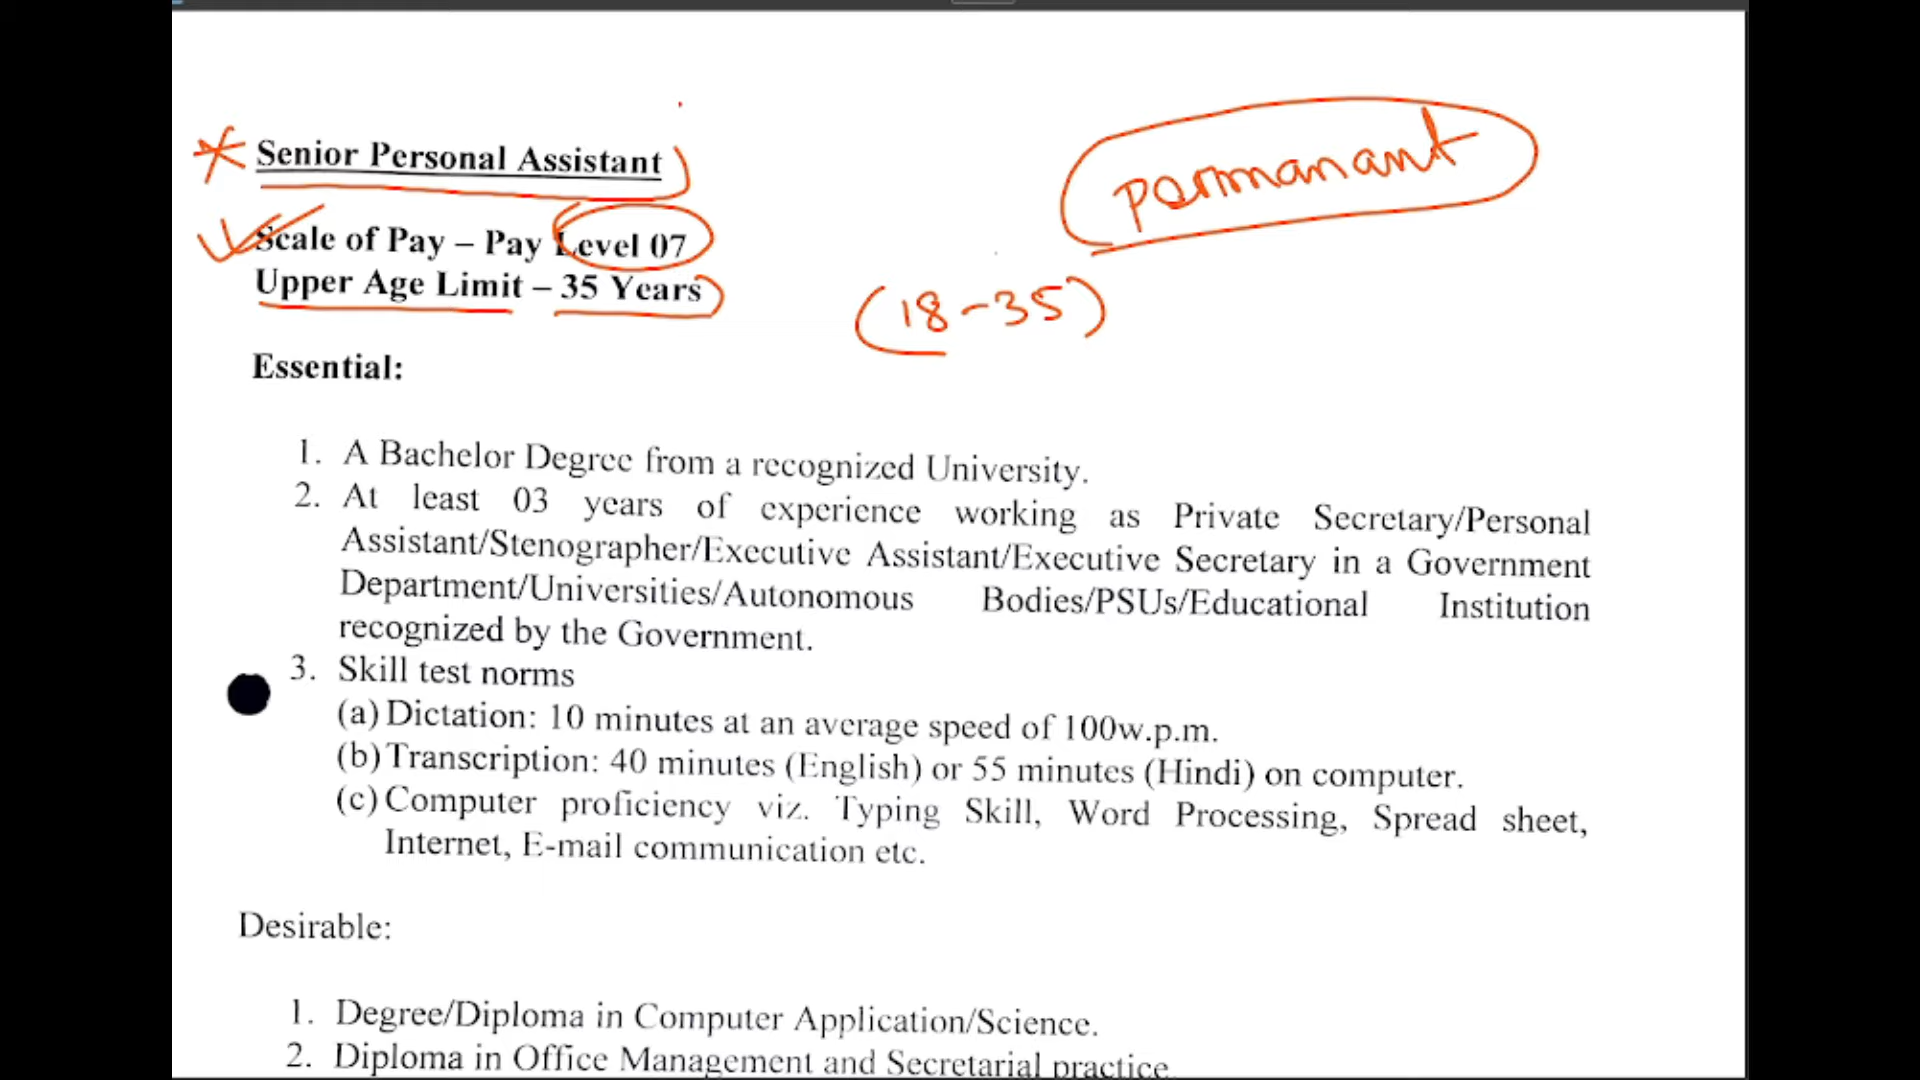 Senior Personal Assistant
permanant
Scale of Pay – Pay Level 07
Upper Age Limit – 35 Years
(18-35)
Essential:
1. A Bachelor Degree from a recognized University.
2. At least 03 years of experience working as Private Secretary/Personal
Assistant/Stenographer/Executive Assistant/Executive Secretary in a Government
Department/Universities/Autonomous Bodies/PSUs/Educational Institution
recognized by the Government.
3. Skill test norms
(a) Dictation: 10 minutes at an average speed of 100w.p.m.
(b) Transcription: 40 minutes (English) or 55 minutes (Hindi) on computer.
(c) Computer proficiency viz. Typing Skill, Word Processing, Spread sheet,
Internet, E-mail communication etc.
Desirable:
1. Degree/Diploma in Computer Application/Science.
2. Diploma in Office Management and Secretarial practice.